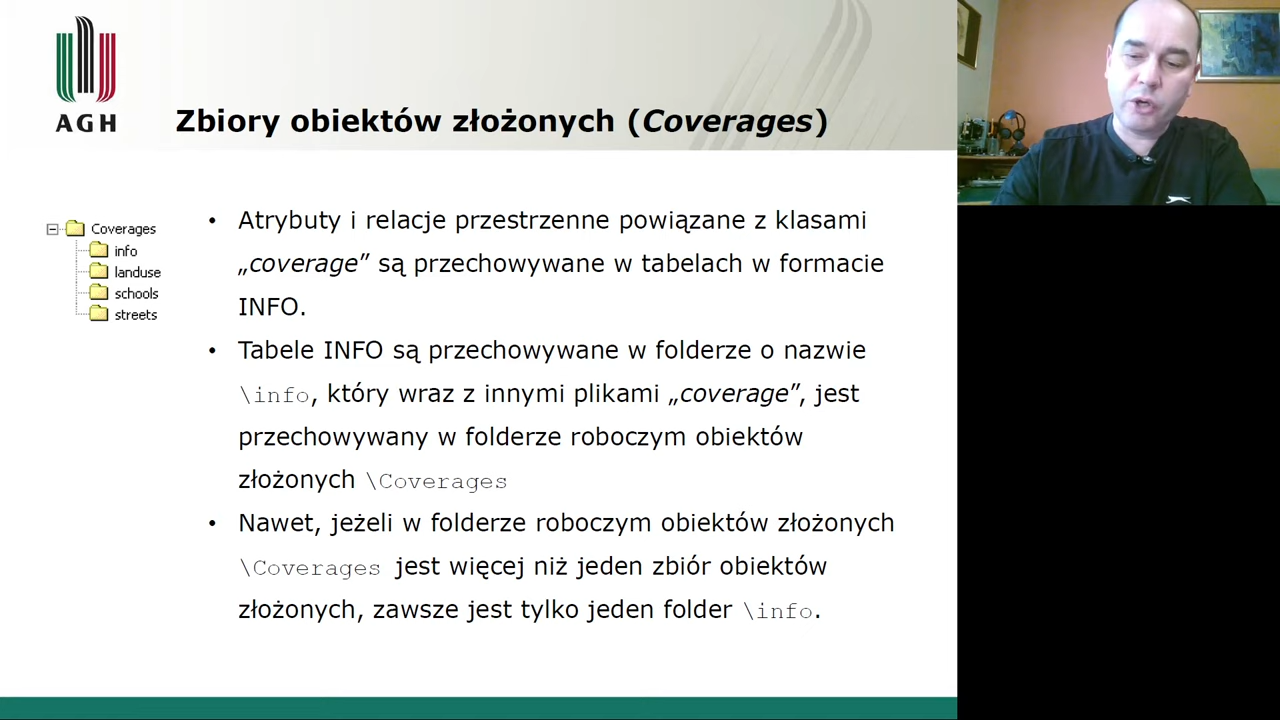 AGH
Zbiory obiektów złożonych (Coverages)
Coverages
info
landuse
schools
streets
• Atrybuty i relacje przestrzenne powiązane z klasami
„coverage” są przechowywane w tabelach w formacie
INFO.
• Tabele INFO są przechowywane w folderze o nazwie
\info, który wraz z innymi plikami „coverage”, jest
przechowywany w folderze roboczym obiektów
złożonych \Coverages
• Nawet, jeżeli w folderze roboczym obiektów złożonych
\Coverages jest więcej niż jeden zbiór obiektów
złożonych, zawsze jest tylko jeden folder \info.